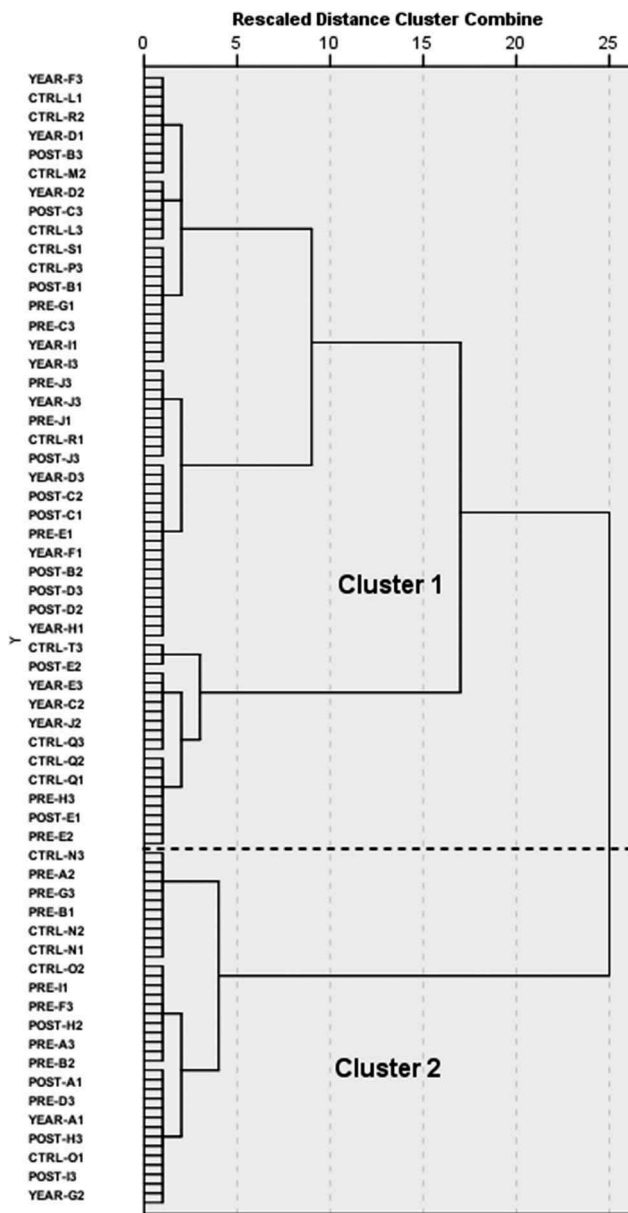 Rescaled Distance Cluster Combine
0 5 10 15 20 25
YEAR-F3
CTRL-L1
CTRL-R2
YEAR-D1
POST-B3
CTRL-M2
YEAR-D2
POST-C3
CTRL-L3
CTRL-S1
CTRL-P3
POST-B1
PRE-G1
PRE-C3
YEAR-I1
YEAR-I3
PRE-J3
YEAR-J3
PRE-J1
CTRL-R1
POST-J3
YEAR-D3
POST-C2
POST-C1
PRE-E1
YEAR-F1
POST-B2
Cluster 1
POST-D3
POST-D2
YEAR-H1
Y
CTRL-T3
POST-E2
YEAR-E3
YEAR-C2
YEAR-J2
CTRL-Q3
CTRL-Q2
CTRL-Q1
PRE-H3
POST-E1
PRE-E2
CTRL-N3
PRE-A2
PRE-G3
PRE-B1
CTRL-N2
CTRL-N1
CTRL-O2
PRE-I1
PRE-F3
POST-H2
PRE-A3
PRE-B2
Cluster 2
POST-A1
PRE-D3
YEAR-A1
POST-H3
CTRL-O1
POST-I3
YEAR-G2